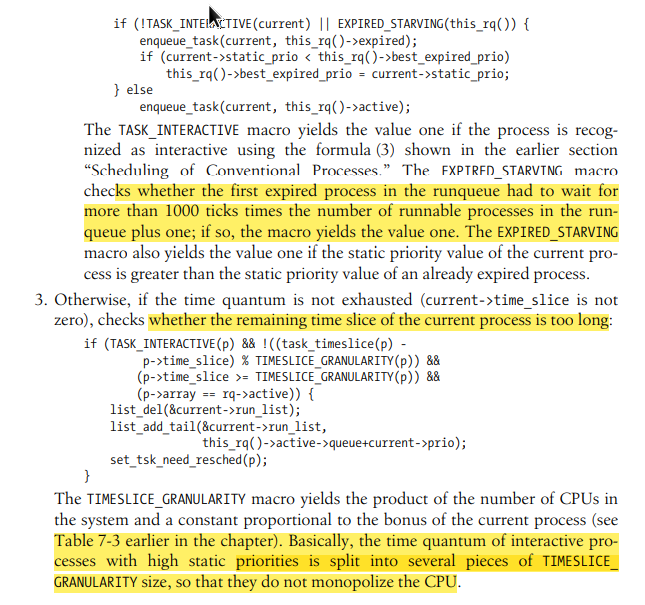 if (!TASK_INTERACTIVE(current) || EXPIRED_STARVING(this_rq()) {
enqueue_task(current, this_rq()->expired);
if (current->static_prio < this_rq()->best_expired_prio)
this_rq()->best_expired_prio = current->static_prio;
} else
enqueue_task(current, this_rq()->active);
The TASK_INTERACTIVE macro yields the value one if the process is recog-
nized as interactive using the formula (3) shown in the earlier section
“Scheduling of Conventional Processes.” The EXPIRED_STARVING macro
checks whether the first expired process in the runqueue had to wait for
more than 1000 ticks times the number of runnable processes in the run-
queue plus one; if so, the macro yields the value one. The EXPIRED_STARVING
macro also yields the value one if the static priority value of the current pro-
cess is greater than the static priority value of an already expired process.
3. Otherwise, if the time quantum is not exhausted (current->time_slice is not
zero), checks whether the remaining time slice of the current process is too long:
if (TASK_INTERACTIVE(p) && !((task_timeslice(p) -
p->time_slice) % TIMESLICE_GRANULARITY(p)) &&
(p->time_slice >= TIMESLICE_GRANULARITY(p)) &&
(p->array == rq->active)) {
list_del(&current->run_list);
list_add_tail(&current->run_list,
this_rq()->active->queue+current->prio);
set_tsk_need_resched(p);
}
The TIMESLICE_GRANULARITY macro yields the product of the number of CPUs in
the system and a constant proportional to the bonus of the current process (see
Table 7-3 earlier in the chapter). Basically, the time quantum of interactive pro-
cesses with high static priorities is split into several pieces of TIMESLICE_
GRANULARITY size, so that they do not monopolize the CPU.